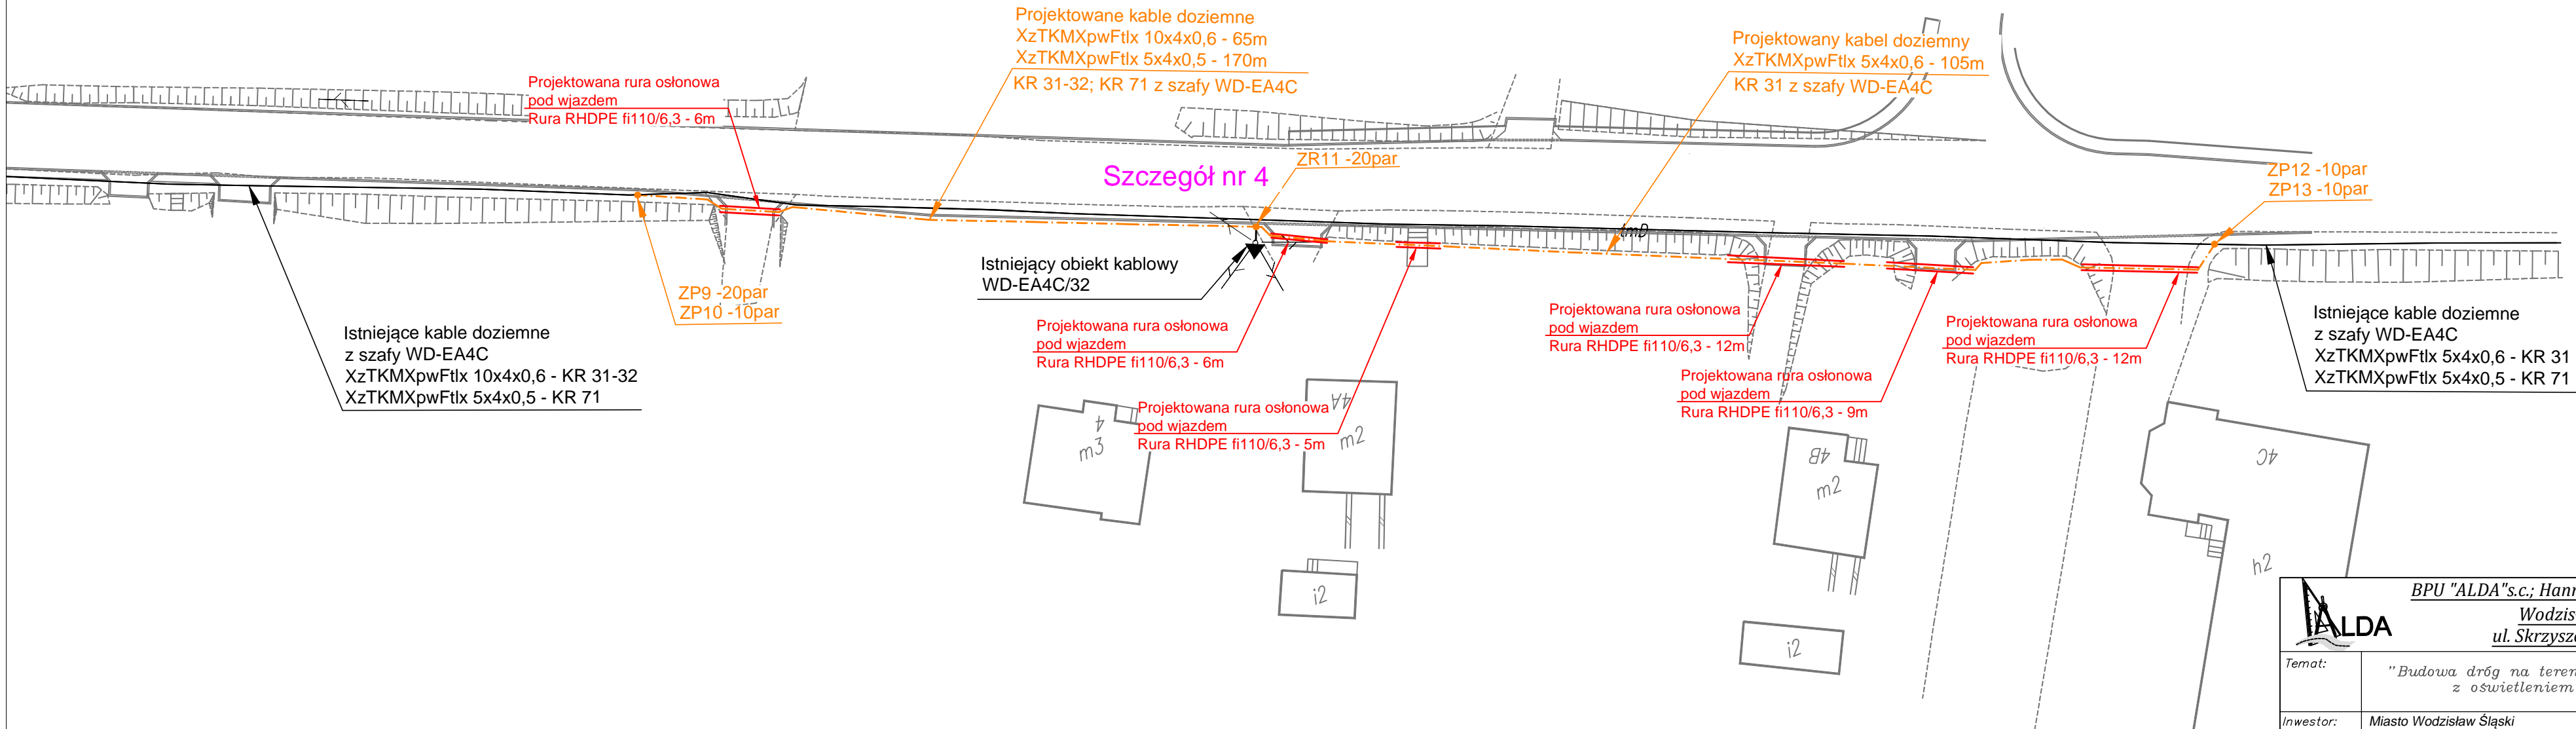 Projektowane kable doziemne
XzTKMXpwFtlx 10x4x0,6 - 65m
XzTKMXpwFtlx 5x4x0,5 - 170m
KR 31-32; KR 71 z szafy WD-EA4C
Projektowany kabel doziemny
XzTKMXpwFtlx 5x4x0,6 - 105m
KR 31 z szafy WD-EA4C
Projektowana rura osłonowa
pod wjazdem
Rura RHDPE fi110/6,3 - 6m
Szczegół nr 4
ZR11 -20par
ZP12 -10par
ZP13 -10par
tmD
Istniejący obiekt kablowy
WD-EA4C/32
ZP9 -20par
ZP10 -10par
Istniejące kable doziemne
z szafy WD-EA4C
XzTKMXpwFtlx 10x4x0,6 - KR 31-32
XzTKMXpwFtlx 5x4x0,5 - KR 71
Projektowana rura osłonowa
pod wjazdem
Rura RHDPE fi110/6,3 - 6m
Projektowana rura osłonowa
pod wjazdem
Rura RHDPE fi110/6,3 - 12m
Projektowana rura osłonowa
pod wjazdem
Rura RHDPE fi110/6,3 - 12m
Istniejące kable doziemne
z szafy WD-EA4C
XzTKMXpwFtlx 5x4x0,6 - KR 31
XzTKMXpwFtlx 5x4x0,5 - KR 71
Projektowana rura osłonowa
pod wjazdem
Rura RHDPE fi110/6,3 - 9m
Projektowana rura osłonowa
pod wjazdem
Rura RHDPE fi110/6,3 - 5m
4
m3
4A
m2
4B
m2
4C
h2
i2
i2
ALDA
BPU "ALDA"s.c.; Hann
Wodzis
ul. Skrzysz
Temat:
"Budowa dróg na teren
z oświetleniem
Inwestor:
Miasto Wodzisław Śląski